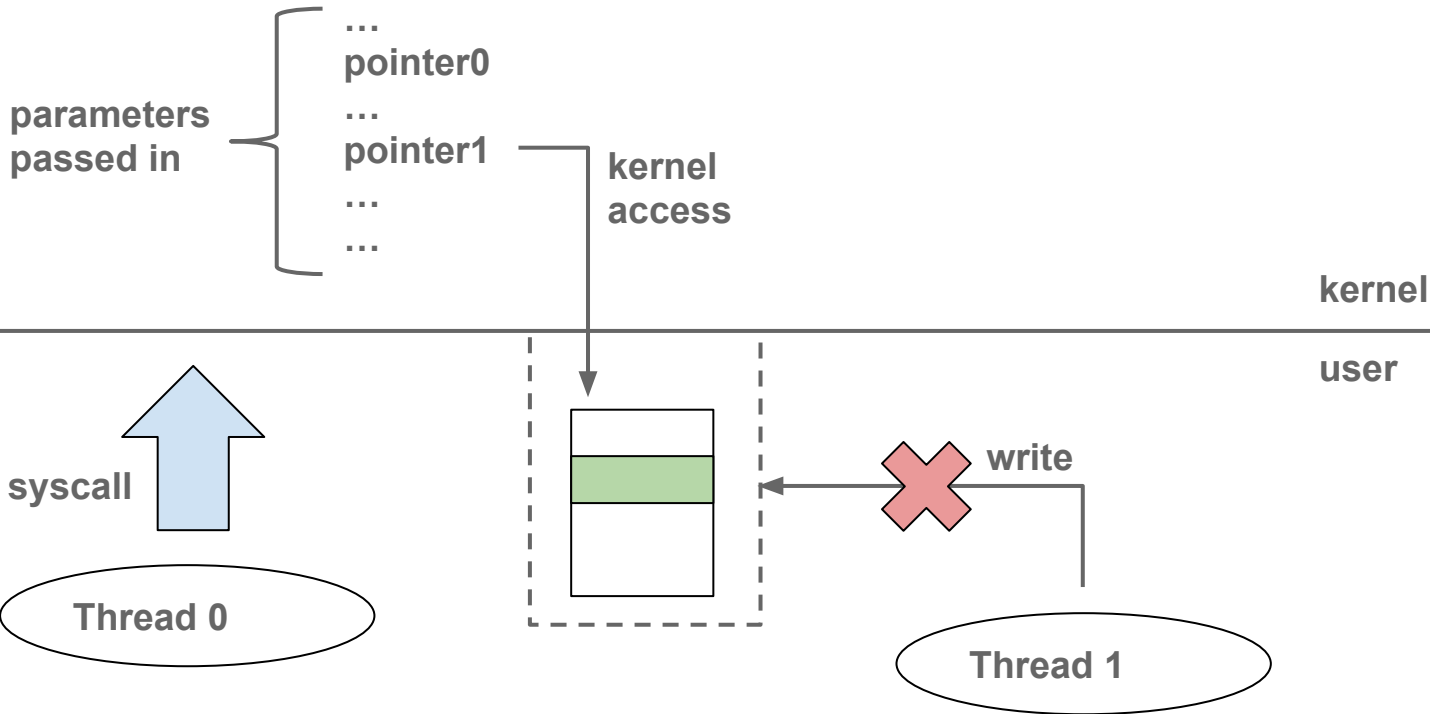 …
pointer0
…
parameters
passed in
pointer1
…
…
kernel
access
kernel
user
syscall
write
Thread 0
Thread 1